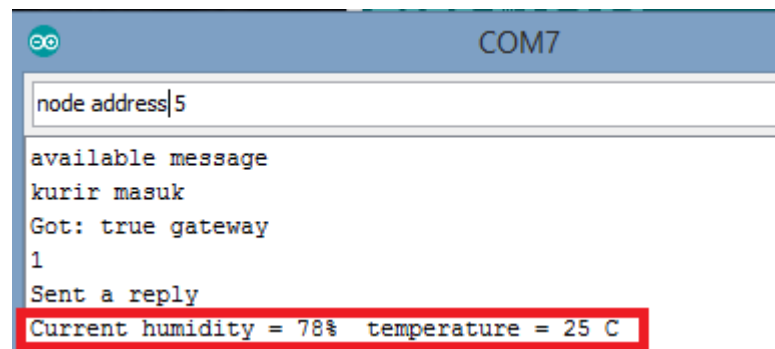 COM7
node address 5
available message
kurir masuk
Got: true gateway
1
Sent a reply
Current humidity = 78%  temperature = 25 C